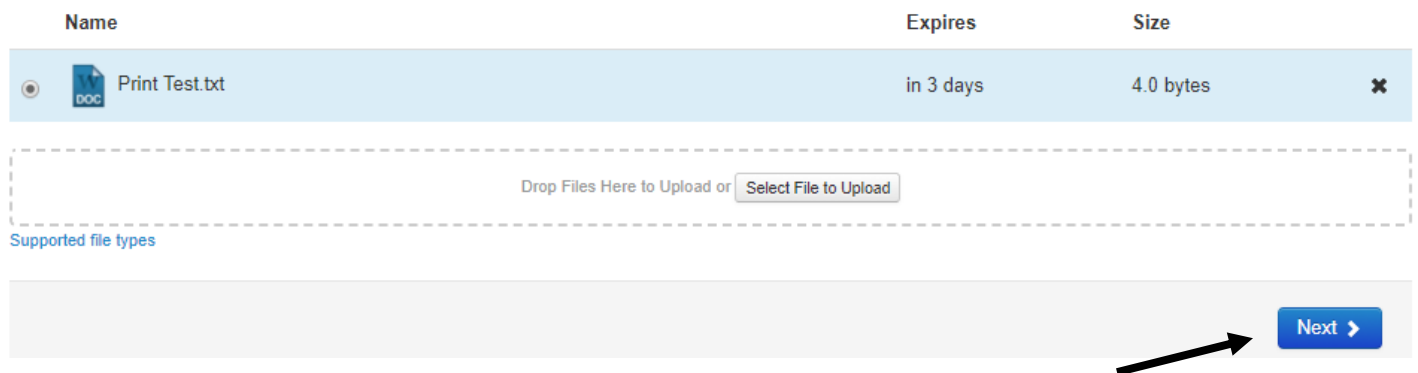 Name Expires Size
W DOC Print Test.txt in 3 days 4.0 bytes
Drop Files Here to Upload or Select File to Upload
Supported file types
Next